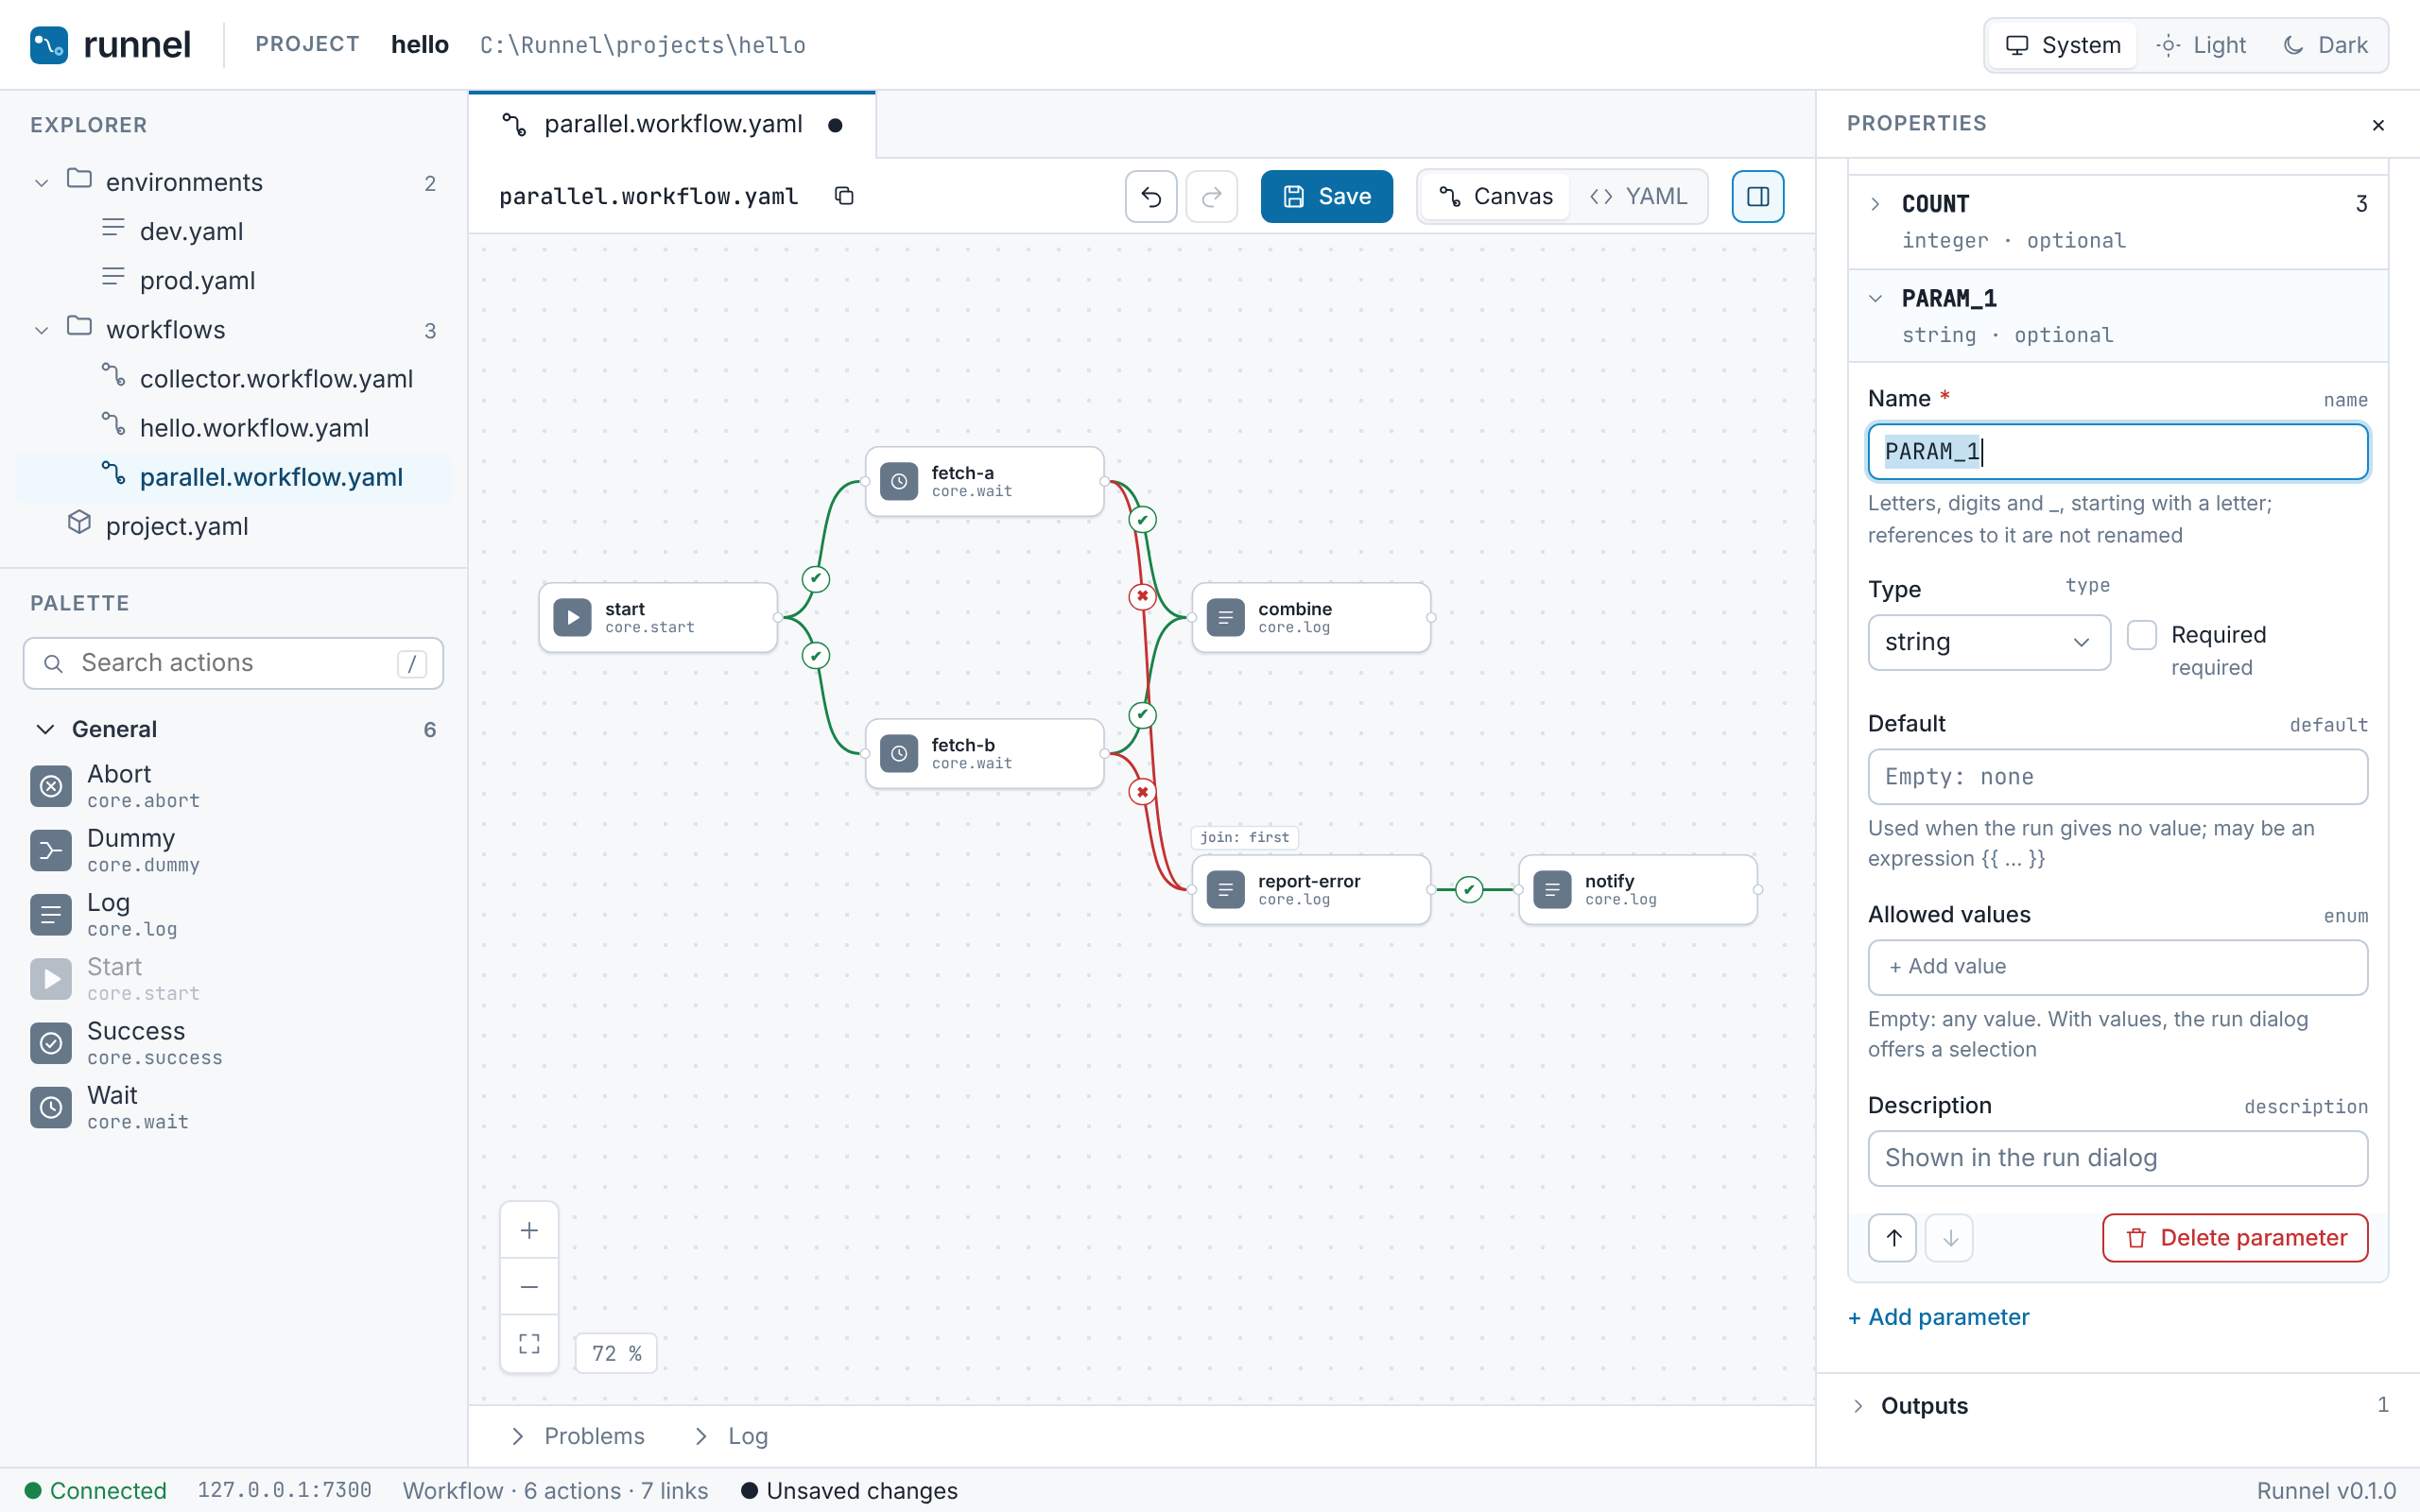 runnel
PROJECT hello C:\Runnel\projects\hello
System Light Dark
EXPLORER
environments 2
dev.yaml
prod.yaml
workflows 3
collector.workflow.yaml
hello.workflow.yaml
parallel.workflow.yaml
project.yaml
PALETTE
Search actions /
General 6
Abort
core.abort
Dummy
core.dummy
Log
core.log
Start
core.start
Success
core.success
Wait
core.wait
parallel.workflow.yaml
parallel.workflow.yaml
Save Canvas YAML
start
core.start
fetch-a
core.wait
fetch-b
core.wait
combine
core.log
join: first
report-error
core.log
notify
core.log
72 %
Problems Log
PROPERTIES
COUNT 3
integer · optional
PARAM_1
string · optional
Name * name
PARAM_1
Letters, digits and _, starting with a letter;
references to it are not renamed
Type type
string
Required
required
Default default
Empty: none
Used when the run gives no value; may be an
expression {{ ... }}
Allowed values enum
+ Add value
Empty: any value. With values, the run dialog
offers a selection
Description description
Shown in the run dialog
Delete parameter
+ Add parameter
Outputs 1
Connected 127.0.0.1:7300 Workflow · 6 actions · 7 links Unsaved changes
Runnel v0.1.0